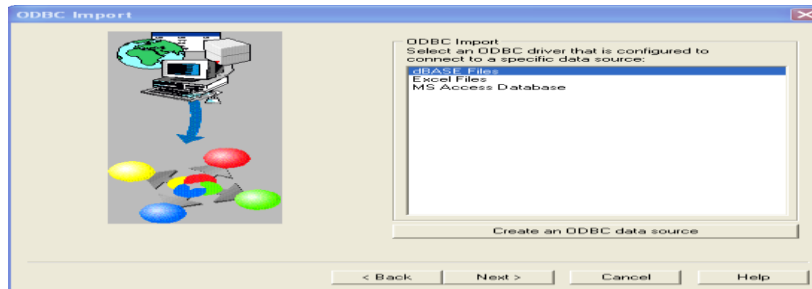 ODBC Import
ODBC Import
Select an ODBC driver that is configured to
connect to a specific data source:
dBASE Files
Excel Files
MS Access Database
Create an ODBC data source
< Back
Next >
Cancel
Help